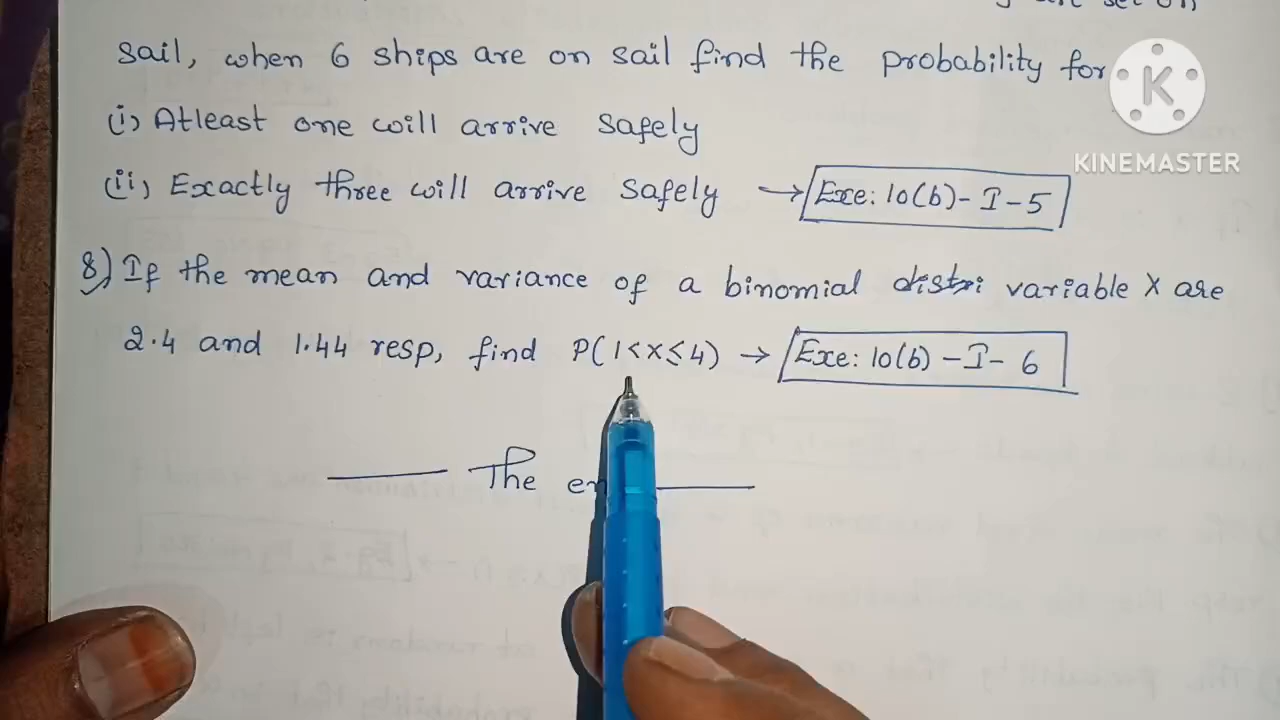 sail, when 6 ships are on sail find the probability for
K
KINEMASTER
(i) Atleast one will arrive safely
(ii) Exactly three will arrive safely → Exe: 10(b)-I-5
8) If the mean and variance of a binomial distri variable X are
2.4 and 1.44 resp, find P(1<X≤4) → Exe: 10(b)-I-6
The